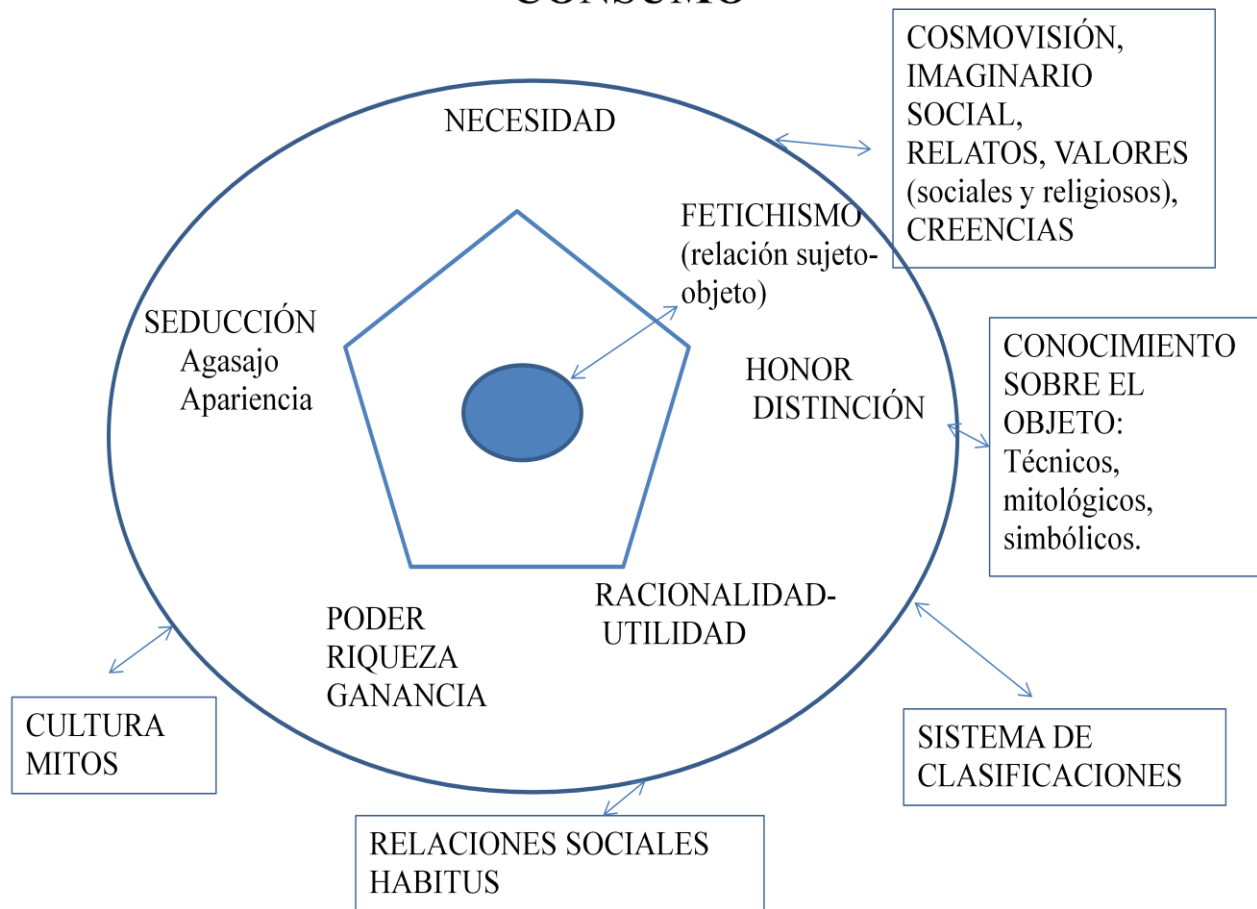 CONSUMO
COSMOVISIÓN,
IMAGINARIO
SOCIAL,
RELATOS, VALORES
(sociales y religiosos),
CREENCIAS
NECESIDAD
FETICHISMO
(relación sujeto-
objeto)
SEDUCCIÓN
Agasajo
Apariencia
HONOR
DISTINCIÓN
CONOCIMIENTO
SOBRE EL
OBJETO:
Técnicos,
mitológicos,
simbólicos.
RACIONALIDAD-
UTILIDAD
PODER
RIQUEZA
GANANCIA
CULTURA
MITOS
SISTEMA DE
CLASIFICACIONES
RELACIONES SOCIALES
HABITUS